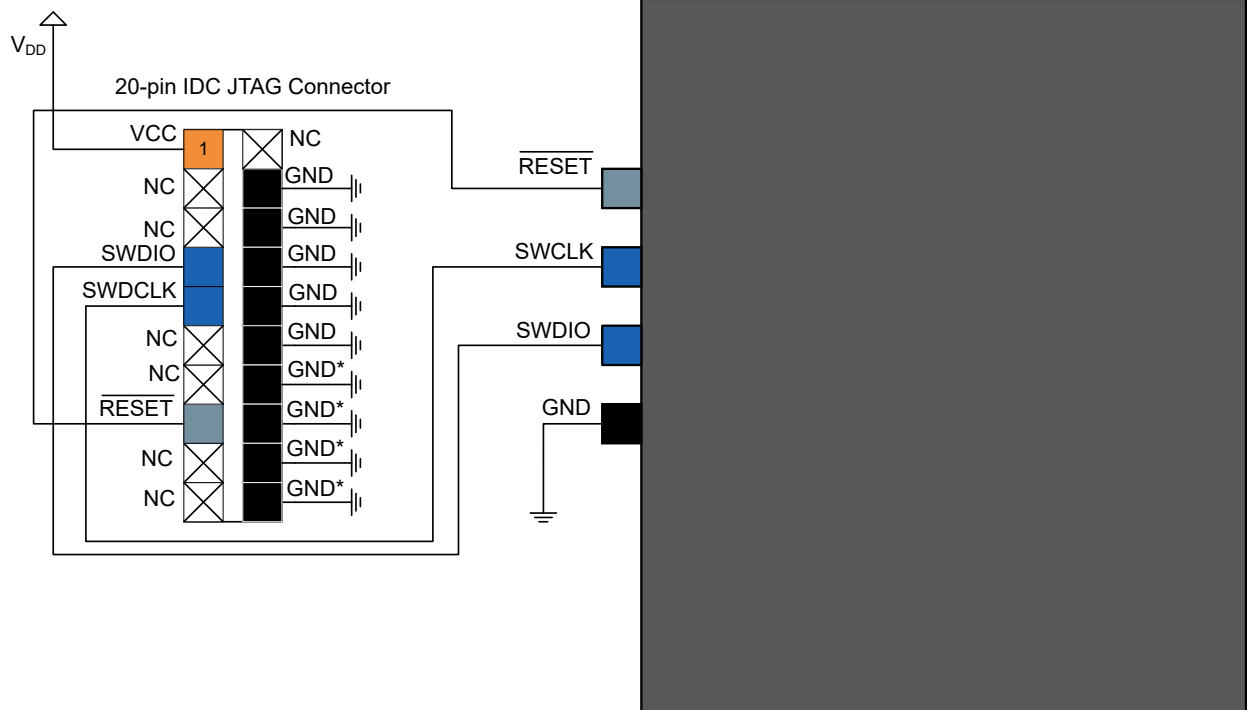 V_DD
20-pin IDC JTAG Connector
VCC
1
NC
NC
GND
NC
GND
SWDIO
GND
SWDCLK
GND
NC
GND
NC
GND*
RESET
GND*
NC
GND*
NC
GND*
RESET
SWCLK
SWDIO
GND